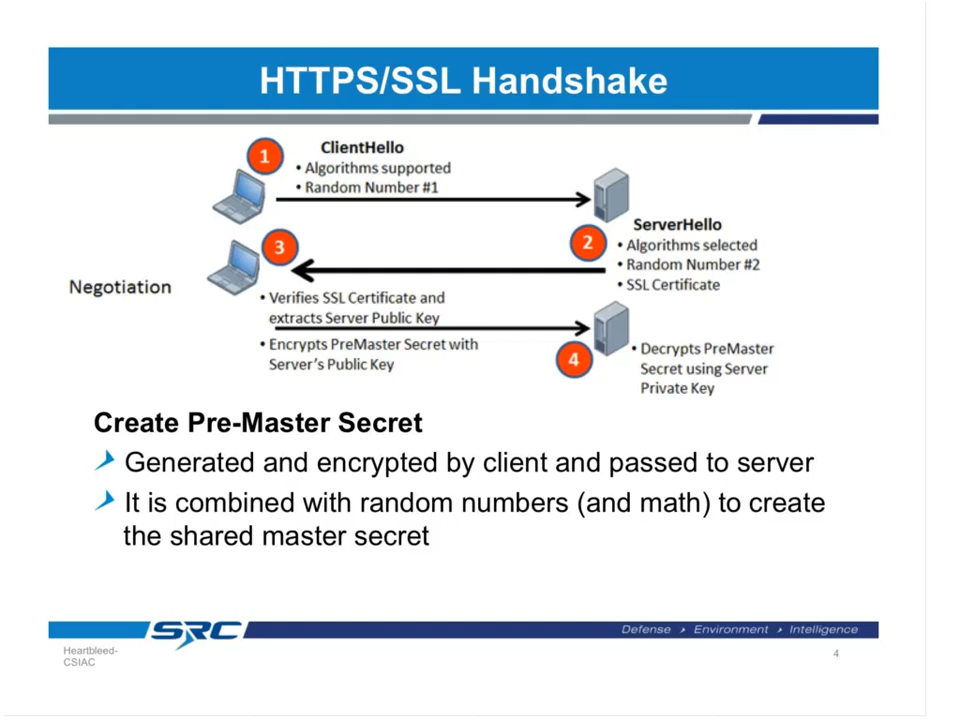 HTTPS/SSL Handshake
1
ClientHello
• Algorithms supported
• Random Number #1
2
ServerHello
• Algorithms selected
• Random Number #2
• SSL Certificate
3
Negotiation
• Verifies SSL Certificate and
extracts Server Public Key
• Encrypts PreMaster Secret with
Server's Public Key
4
• Decrypts PreMaster
Secret using Server
Private Key
Create Pre-Master Secret
Generated and encrypted by client and passed to server
It is combined with random numbers (and math) to create
the shared master secret
SRC
Defense › Environment › Intelligence
Heartbleed-
CSIAC
4